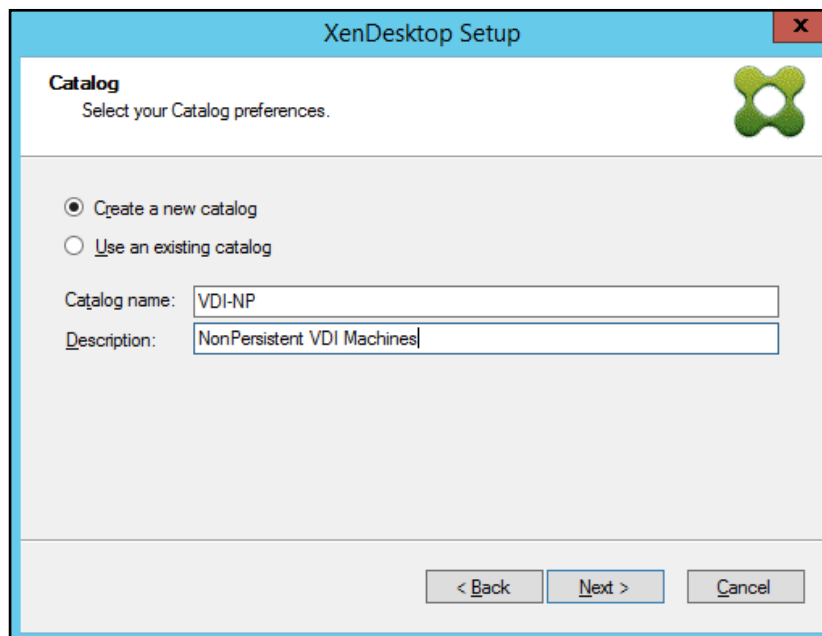 XenDesktop Setup
X
Catalog
Select your Catalog preferences.
Create a new catalog
Use an existing catalog
Catalog name: VDI-NP
Description: NonPersistent VDI Machines
< Back Next > Cancel